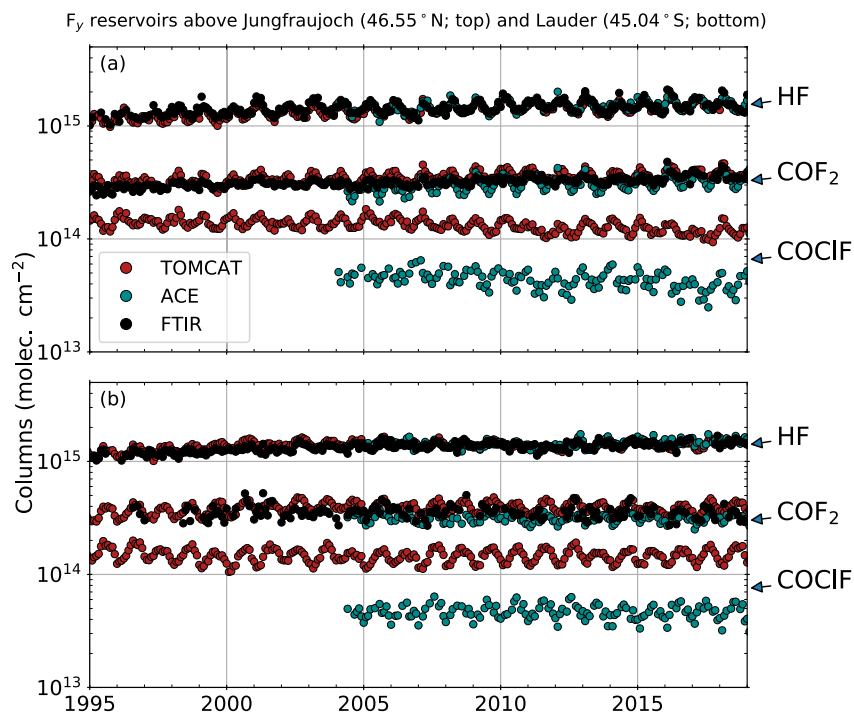 F_y reservoirs above Jungfraujoch (46.55°N; top) and Lauder (45.04°S; bottom)
(a)
HF
10^15
COF₂
10^14
COClF
TOMCAT
ACE
FTIR
10^13
Columns (molec. cm⁻²)
(b)
HF
10^15
COF₂
10^14
COClF
10^13
1995 2000 2005 2010 2015